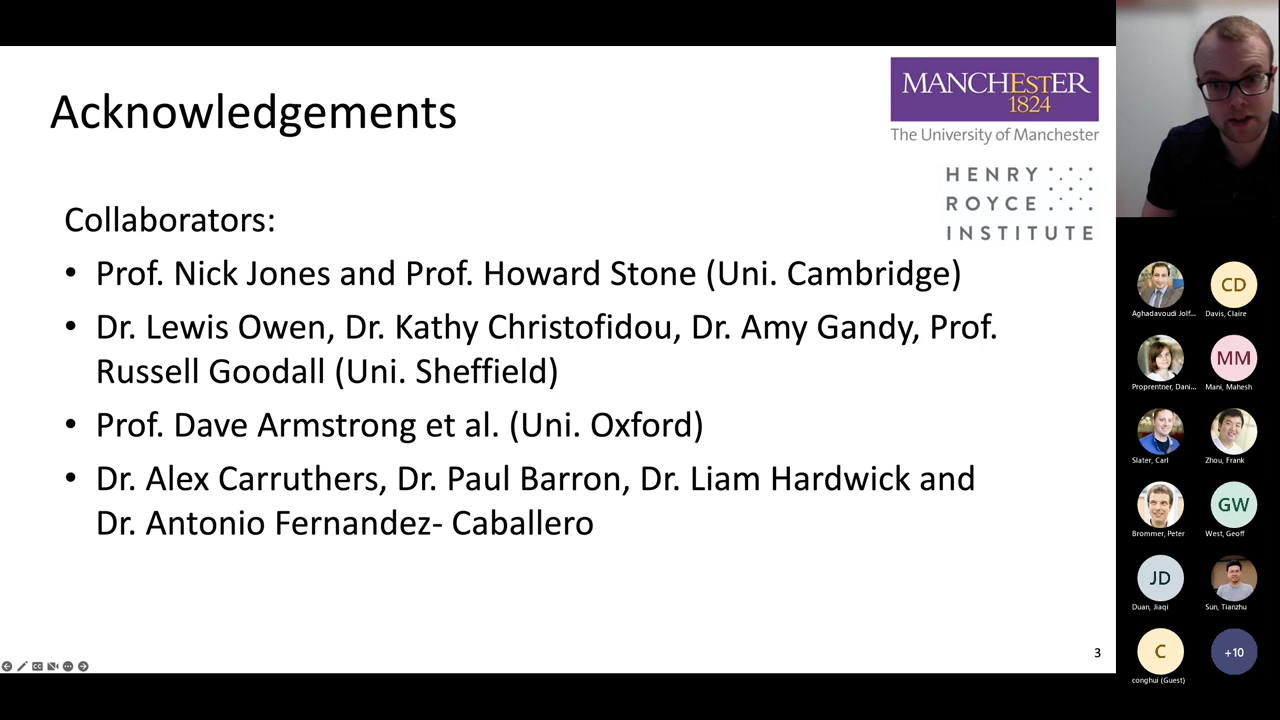 Acknowledgements
MANCHESTER
1824
The University of Manchester
HENRY
ROYCE
INSTITUTE
Collaborators:
• Prof. Nick Jones and Prof. Howard Stone (Uni. Cambridge)
• Dr. Lewis Owen, Dr. Kathy Christofidou, Dr. Amy Gandy, Prof.
Russell Goodall (Uni. Sheffield)
• Prof. Dave Armstrong et al. (Uni. Oxford)
• Dr. Alex Carruthers, Dr. Paul Barron, Dr. Liam Hardwick and
Dr. Antonio Fernandez- Caballero
3
CD
Aghadavoudi Jolf...
Davis, Claire
MM
Proprentner, Dani...
Mani, Mahesh
Slater, Carl
Zhou, Frank
GW
Brommer, Peter
West, Geoff
JD
Duan, Jiaqi
Sun, Tianzhu
C
+10
conghui (Guest)